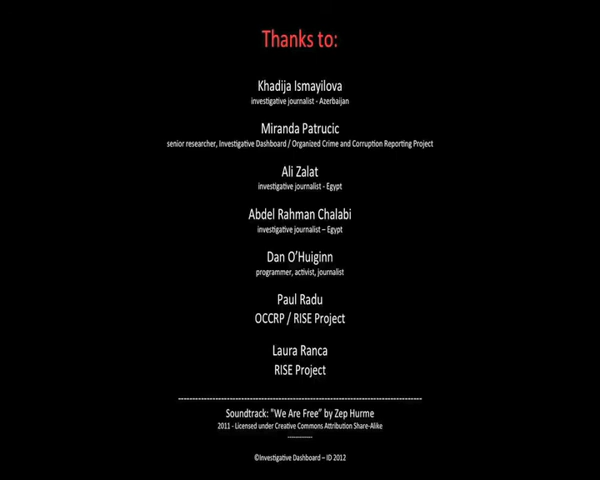 Thanks to:
Khadija Ismayilova
investigative journalist - Azerbaijan
Miranda Patrucic
senior researcher, Investigative Dashboard / Organized Crime and Corruption Reporting Project
Ali Zalat
investigative journalist - Egypt
Abdel Rahman Chalabi
investigative journalist – Egypt
Dan O'Huiginn
programmer, activist, journalist
Paul Radu
OCCRP / RISE Project
Laura Ranca
RISE Project
Soundtrack: "We Are Free" by Zep Hurme
2011 - Licensed under Creative Commons Attribution Share-Alike
©Investigative Dashboard – ID 2012